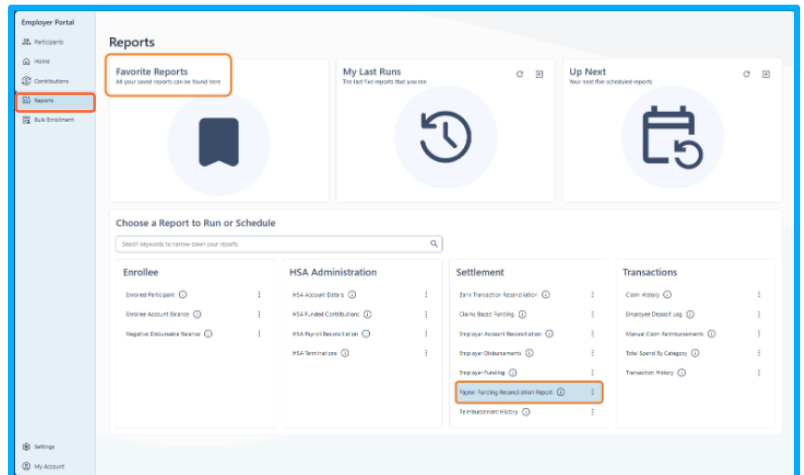 Employer Portal
Participants
Home
Contributions
Reports
Bulk Enrollment
Settings
My Account
Reports
Favorite Reports
All your saved reports can be found here
My Last Runs
The last five reports that you ran
Up Next
Your next five scheduled reports
Choose a Report to Run or Schedule
Search keywords to narrow down your reports
Enrollee
Enrolled Participant
Enrollee Account Balance
Negative Disbursable Balance
HSA Administration
HSA Account Details
HSA Funded Contributions
HSA Payroll Reconciliation
HSA Terminations
Settlement
Bank Transaction Reconciliation
Claims Based Funding
Employer Account Reconciliation
Employer Disbursements
Employer Funding
Payroll Funding Reconciliation Report
Reimbursement History
Transactions
Claim History
Employee Deposit Log
Manual Claim Reimbursements
Total Spend By Category
Transaction History